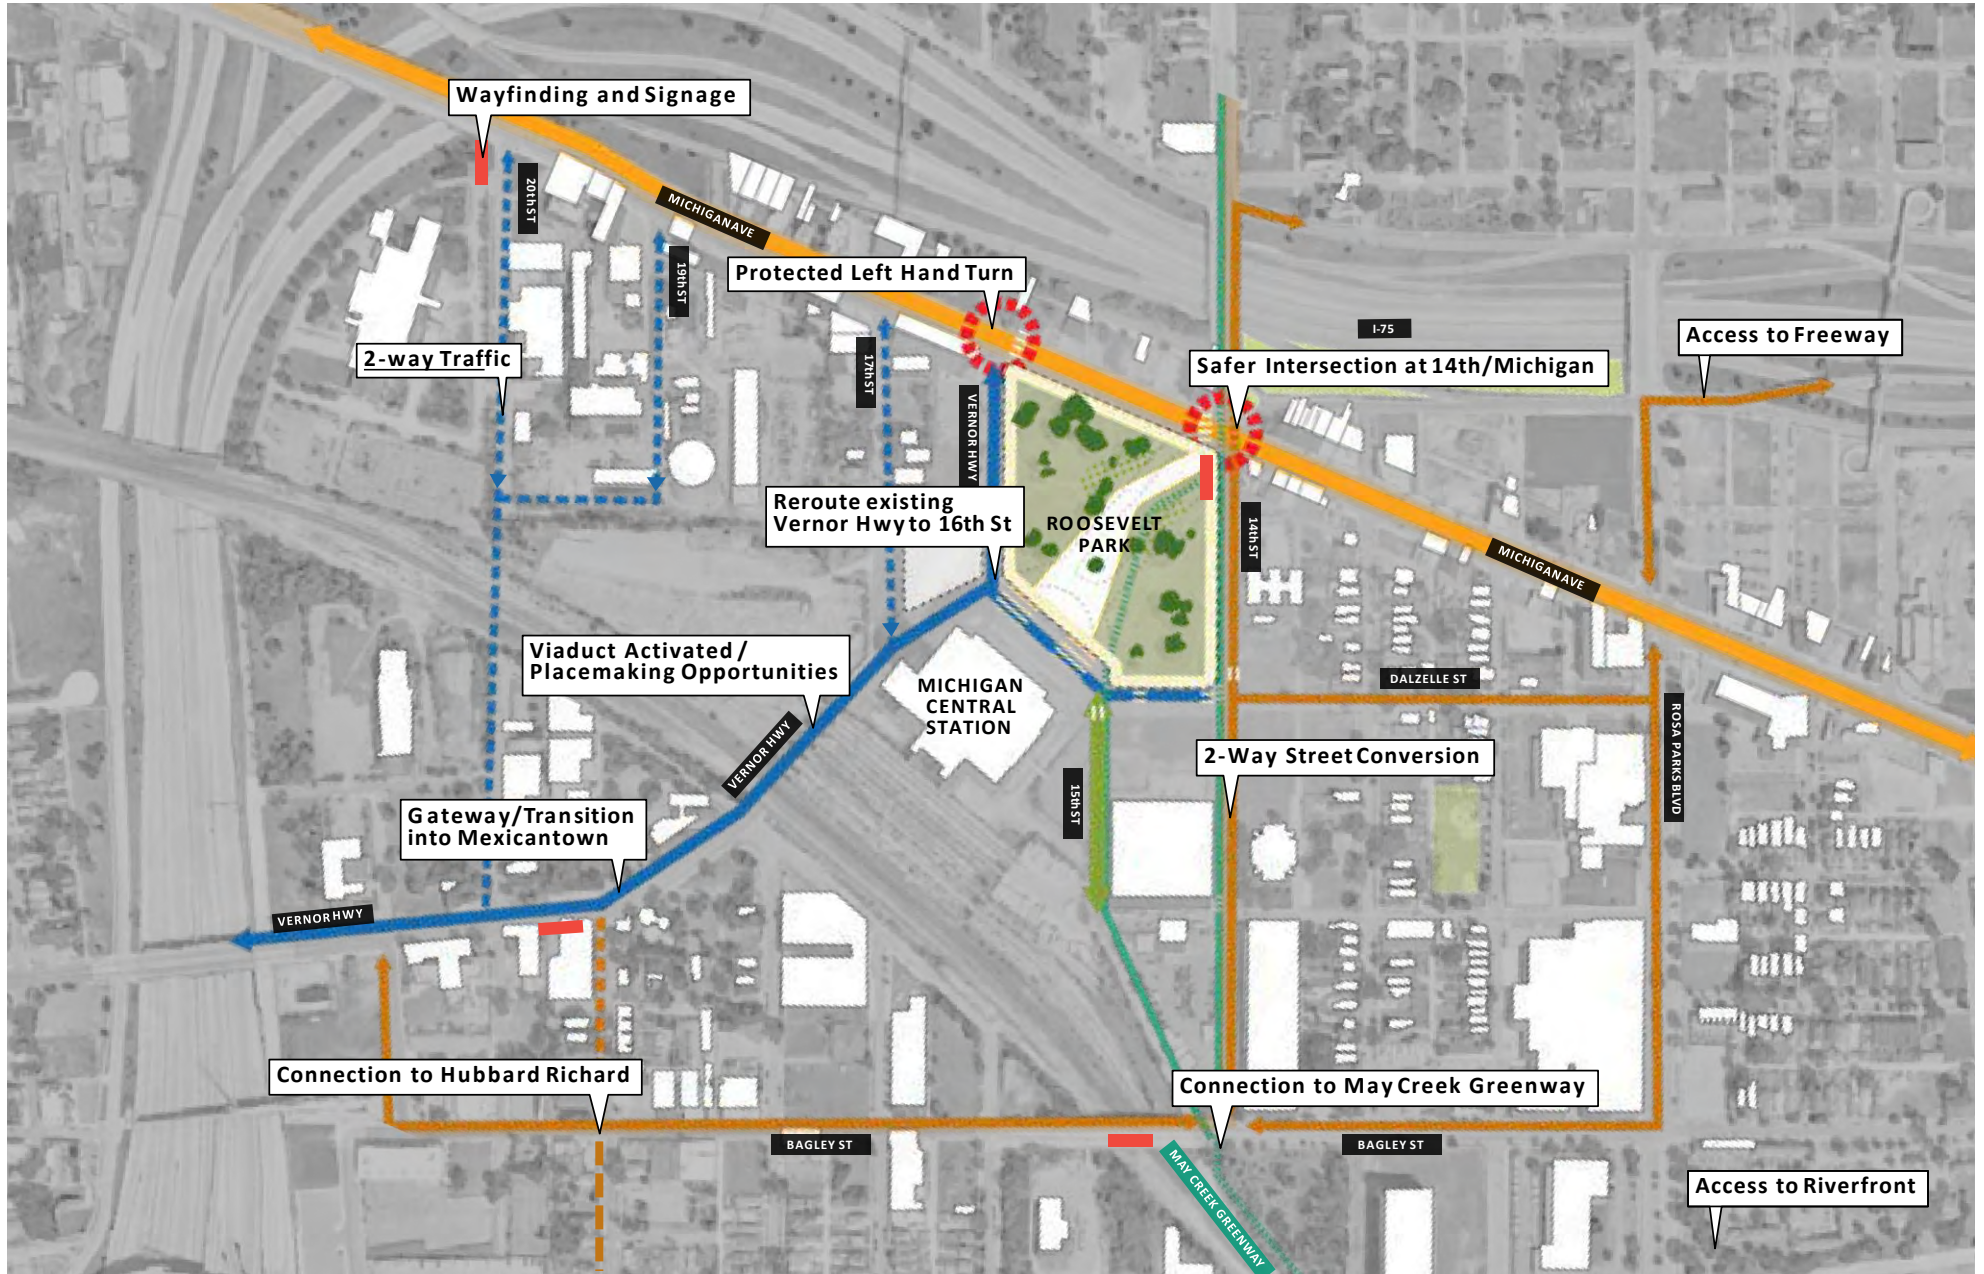 Wayfinding and Signage
20th ST
MICHIGAN AVE
19th ST
Protected Left Hand Turn
I-75
Access to Freeway
2-way Traffic
17th ST
Safer Intersection at 14th/Michigan
VERNOR HWY
Reroute existing
Vernor Hwy to 16th St
ROOSEVELT
PARK
14th ST
MICHIGAN AVE
Viaduct Activated /
Placemaking Opportunities
MICHIGAN
CENTRAL
STATION
DALZELLE ST
ROSA PARKS BLVD
VERNOR HWY
2-Way Street Conversion
15th ST
Gateway/Transition
into Mexicantown
VERNOR HWY
Connection to Hubbard Richard
Connection to May Creek Greenway
BAGLEY ST
BAGLEY ST
MAY CREEK GREENWAY
Access to Riverfront